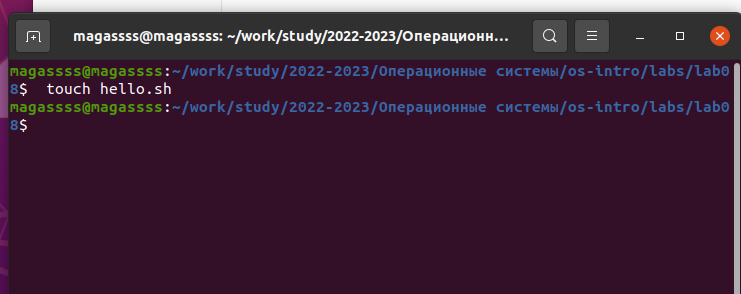 magassss@magassss: ~/work/study/2022-2023/Операционн...
magassss@magassss:~/work/study/2022-2023/Операционные системы/os-intro/labs/lab0
8$  touch hello.sh
magassss@magassss:~/work/study/2022-2023/Операционные системы/os-intro/labs/lab0
8$